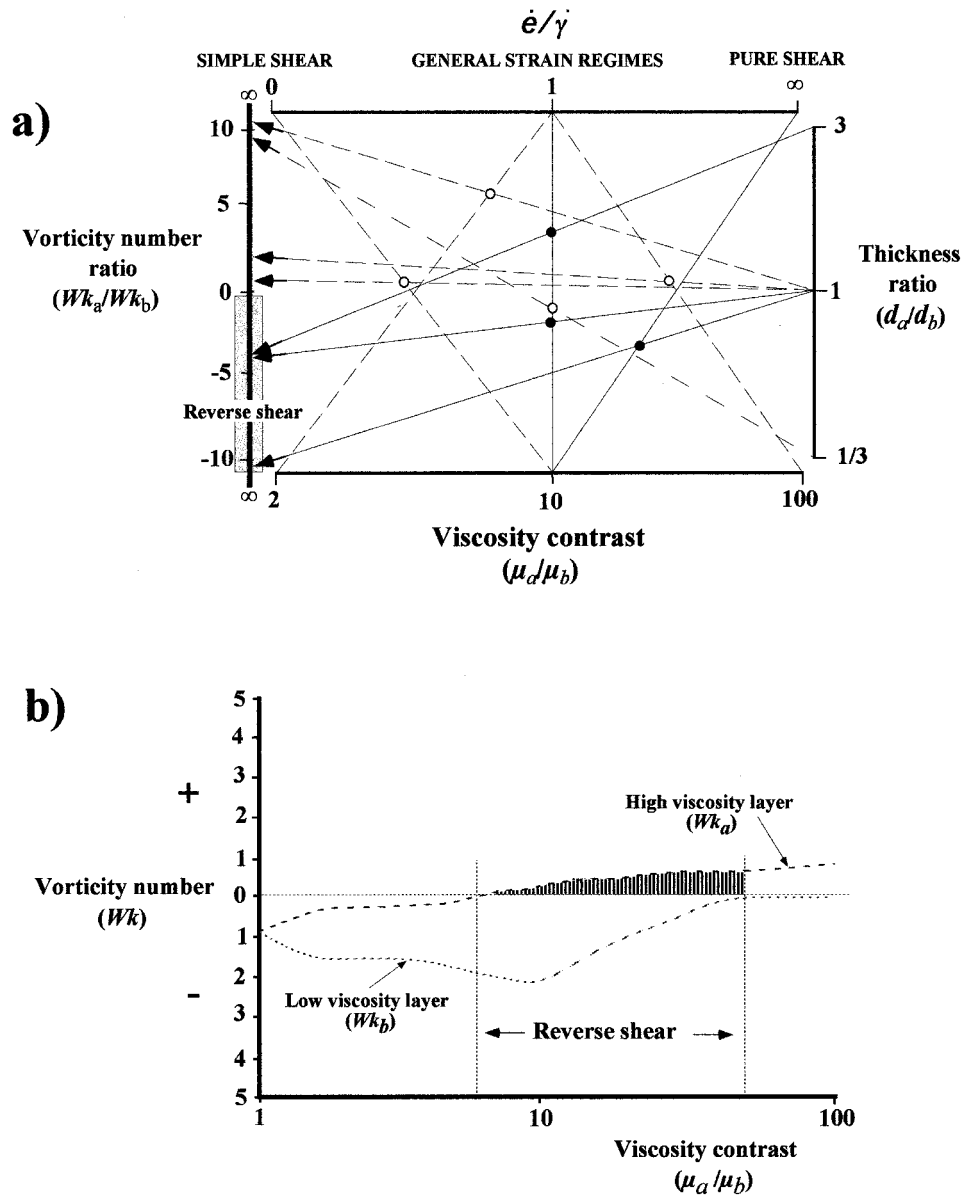 ė/γ̇
SIMPLE SHEAR GENERAL STRAIN REGIMES PURE SHEAR
0 1 ∞
a)
∞
10
5
0
-5
-10
∞
Vorticity number
ratio
(Wka/Wkb)
Reverse shear
3
1
1/3
Thickness
ratio
(da/db)
2 10 100
Viscosity contrast
(μa/μb)
b)
5
4
3
2
1
0
1
2
3
4
5
+
Vorticity number
(Wk)
-
High viscosity layer
(Wka)
Low viscosity layer
(Wkb)
Reverse shear
1 10 100
Viscosity contrast
(μa/μb)